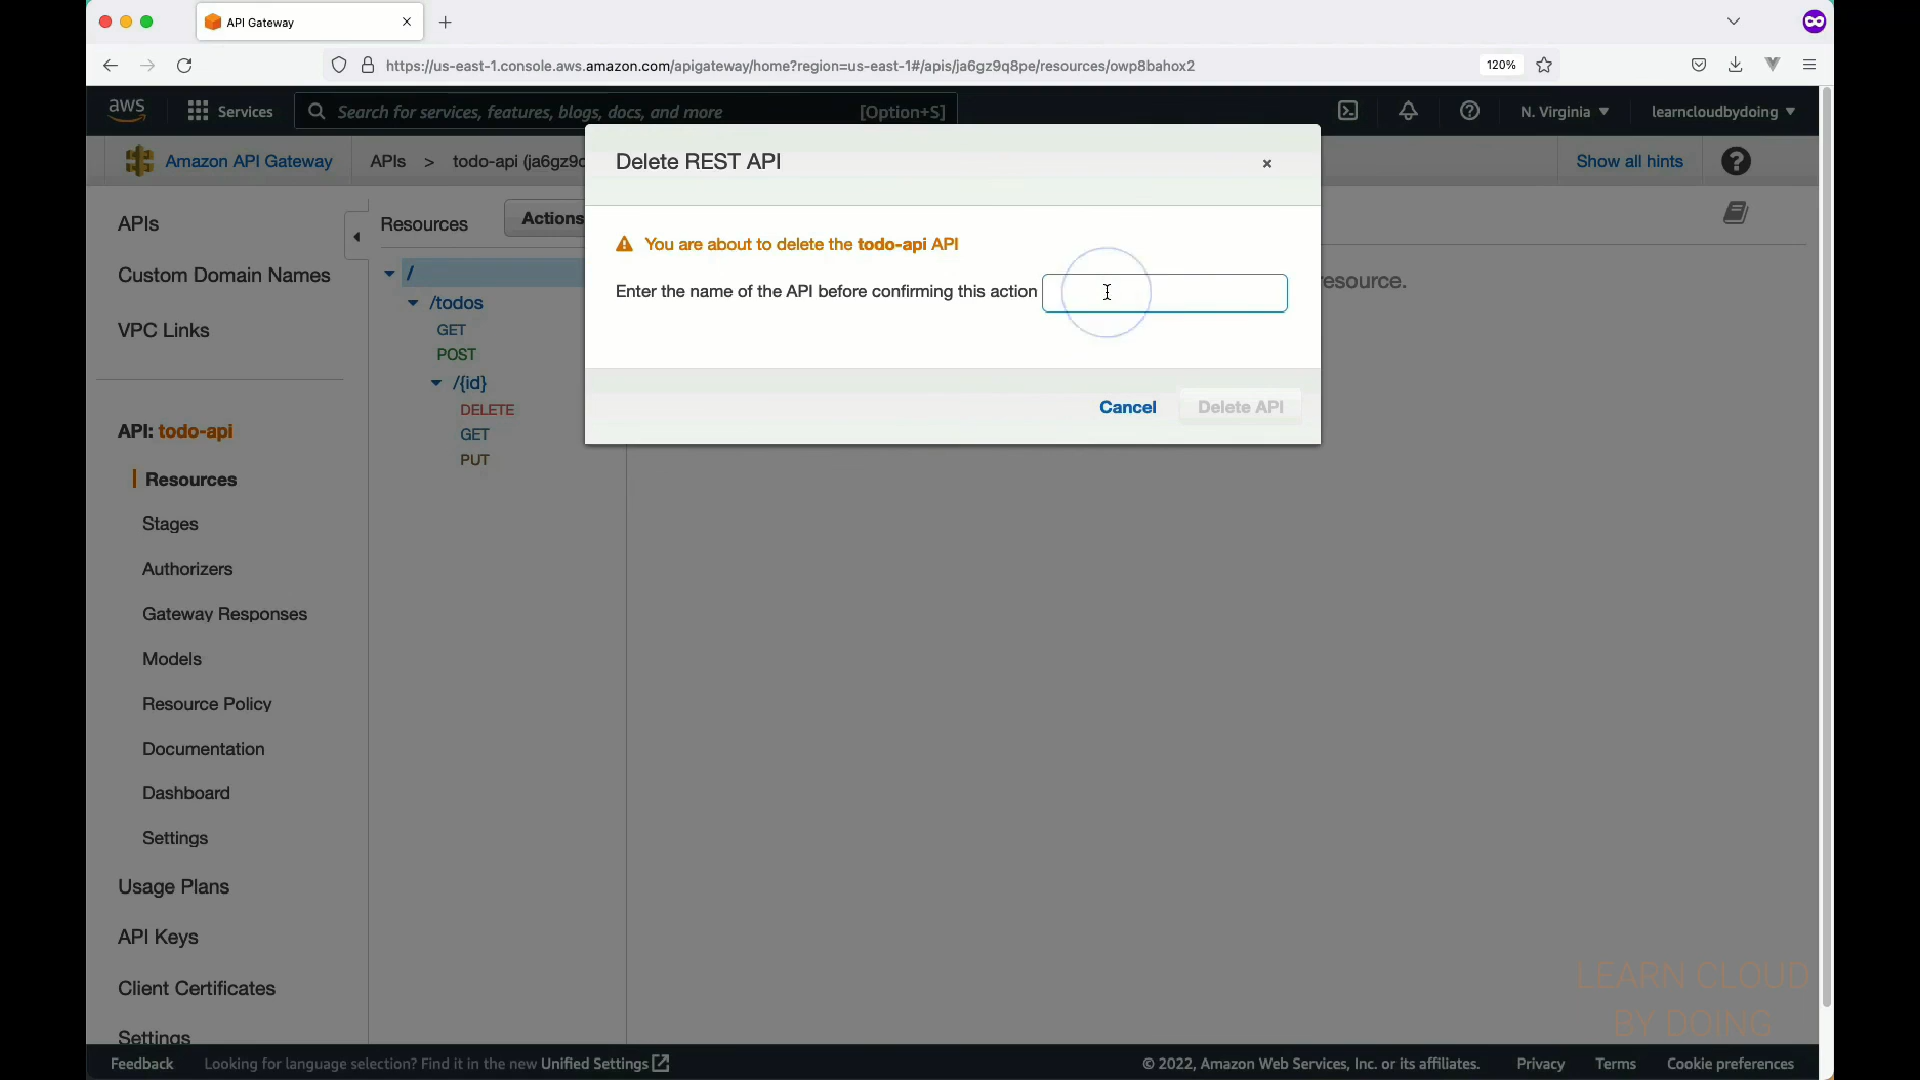 API Gateway
https://us-east-1.console.aws.amazon.com/apigateway/home?region=us-east-1#/apis/ja6gz9q8pe/resources/owp8bahox2
120%
aws
Services
Search for services, features, blogs, docs, and more
[Option+S]
N. Virginia
learncloudbydoing
Amazon API Gateway
APIs > todo-api (ja6gz9
Show all hints
Delete REST API
You are about to delete the todo-api API
Enter the name of the API before confirming this action
Cancel
Delete API
APIs
Custom Domain Names
VPC Links
API: todo-api
Resources
Stages
Authorizers
Gateway Responses
Models
Resource Policy
Documentation
Dashboard
Settings
Usage Plans
API Keys
Client Certificates
Settings
Resources
Actions
/
/todos
GET
POST
/{id}
DELETE
GET
PUT
resource.
LEARN CLOUD
BY DOING
Feedback
Looking for language selection? Find it in the new Unified Settings
© 2022, Amazon Web Services, Inc. or its affiliates.
Privacy
Terms
Cookie preferences